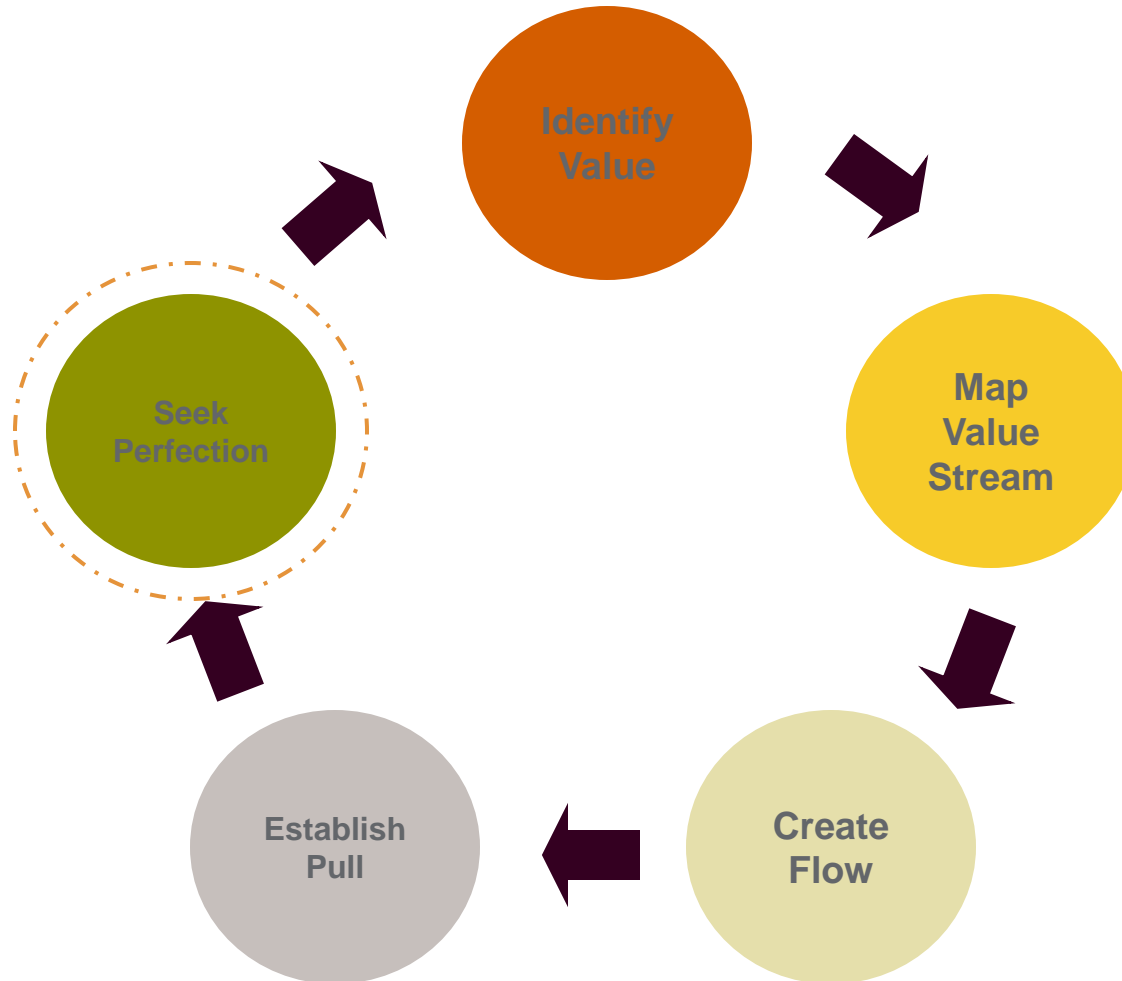 Identify
Value
Map
Value
Stream
Create
Flow
Establish
Pull
Seek
Perfection